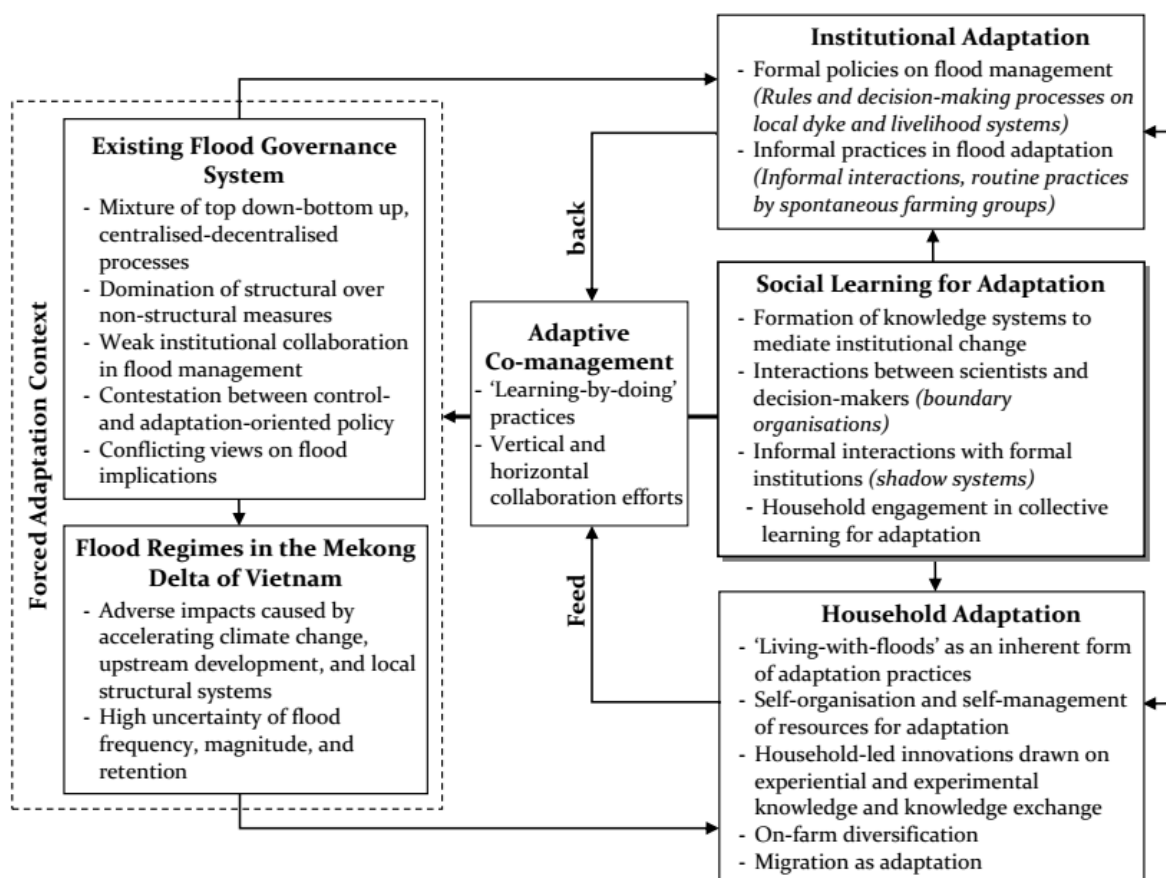 Forced Adaptation Context
Existing Flood Governance
System
- Mixture of top down-bottom up,
centralised-decentralised
processes
- Domination of structural over
non-structural measures
- Weak institutional collaboration
in flood management
- Contestation between control-
and adaptation-oriented policy
- Conflicting views on flood
implications
Flood Regimes in the Mekong
Delta of Vietnam
- Adverse impacts caused by
accelerating climate change,
upstream development, and local
structural systems
- High uncertainty of flood
frequency, magnitude, and
retention
back
Adaptive
Co-management
- ‘Learning-by-doing’
practices
- Vertical and
horizontal
collaboration efforts
Feed
Institutional Adaptation
- Formal policies on flood management
(Rules and decision-making processes on
local dyke and livelihood systems)
- Informal practices in flood adaptation
(Informal interactions, routine practices
by spontaneous farming groups)
Social Learning for Adaptation
- Formation of knowledge systems to
mediate institutional change
- Interactions between scientists and
decision-makers (boundary
organisations)
- Informal interactions with formal
institutions (shadow systems)
- Household engagement in collective
learning for adaptation
Household Adaptation
- ‘Living-with-floods’ as an inherent form
of adaptation practices
- Self-organisation and self-management
of resources for adaptation
- Household-led innovations drawn on
experiential and experimental
knowledge and knowledge exchange
- On-farm diversification
- Migration as adaptation